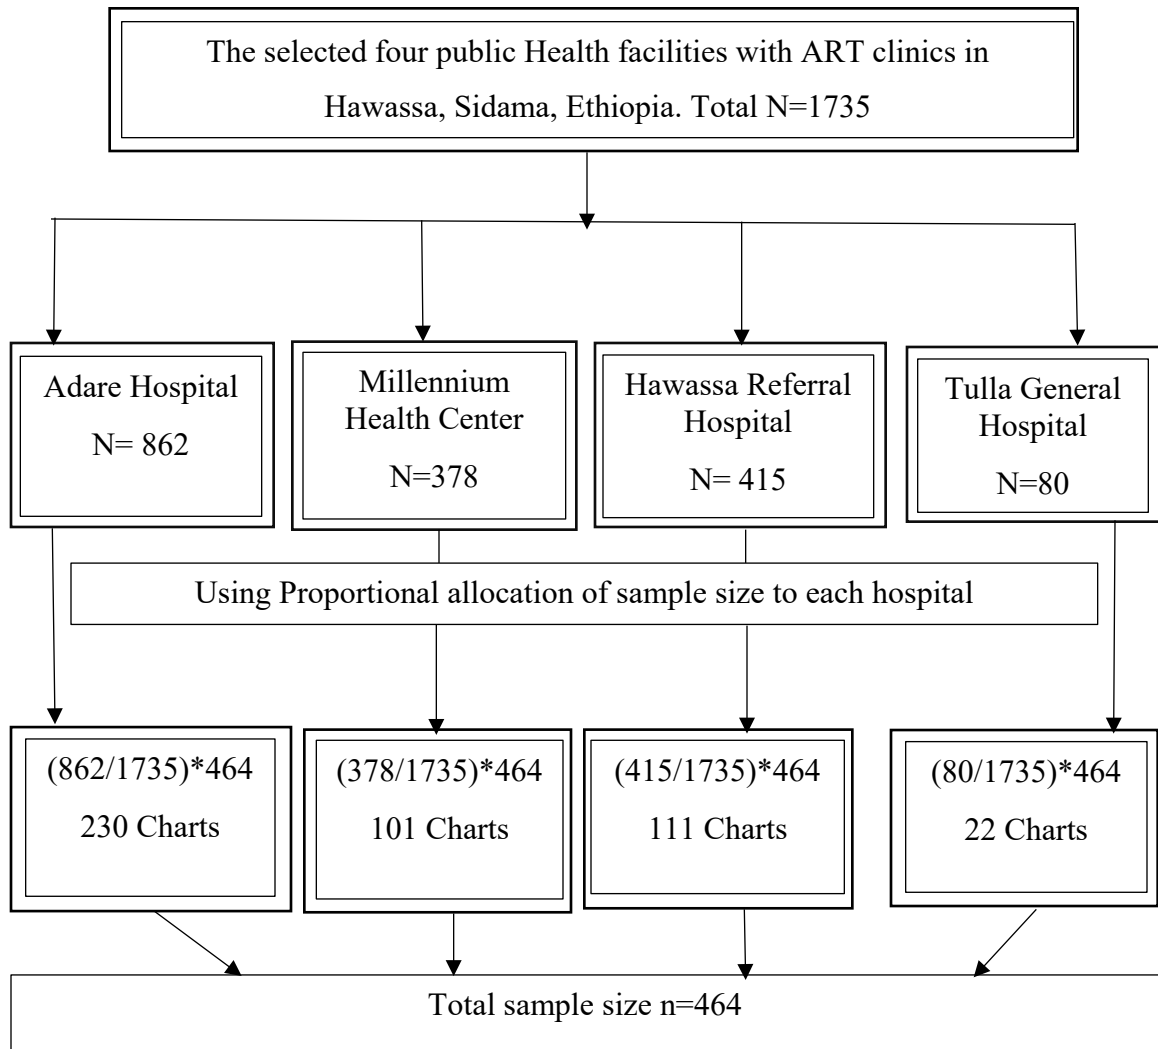 The selected four public Health facilities with ART clinics in
Hawassa, Sidama, Ethiopia. Total N=1735
Adare Hospital
N= 862
Millennium
Health Center
N=378
Hawassa Referral
Hospital
N= 415
Tulla General
Hospital
N=80
Using Proportional allocation of sample size to each hospital
(862/1735)*464
230 Charts
(378/1735)*464
101 Charts
(415/1735)*464
111 Charts
(80/1735)*464
22 Charts
Total sample size n=464